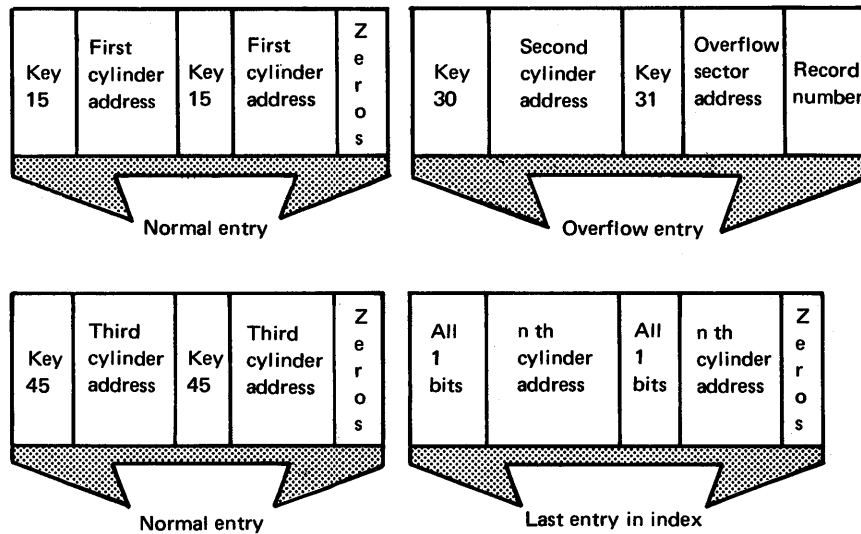 Key
15
First
cylinder
address
Key
15
First
cylinder
address
Z
e
r
o
s
Normal entry
Key
30
Second
cylinder
address
Key
31
Overflow
sector
address
Record
number
Overflow entry
Key
45
Third
cylinder
address
Key
45
Third
cylinder
address
Z
e
r
o
s
Normal entry
All
1
bits
n th
cylinder
address
All
1
bits
n th
cylinder
address
Z
e
r
o
s
Last entry in index